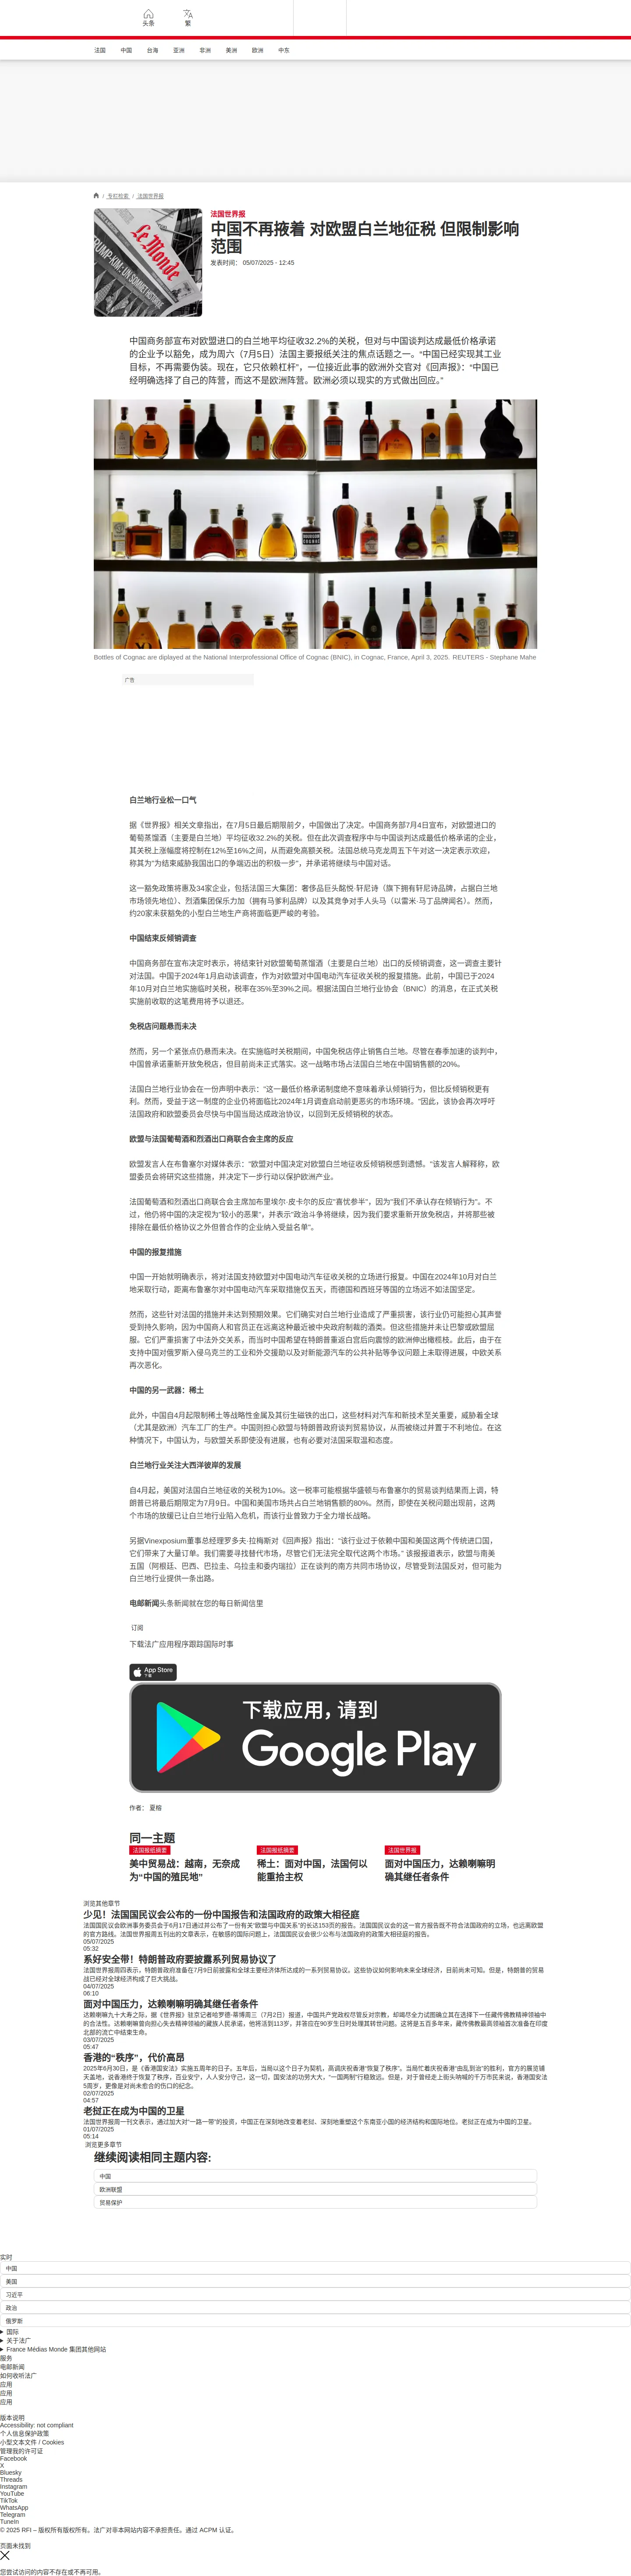 头条
繁
法国
中国
台海
亚洲
非洲
美洲
欧洲
中东
/ 专栏检索 / 法国世界报
法国世界报
中国不再掖着 对欧盟白兰地征税 但限制影响
范围
发表时间： 05/07/2025 - 12:45
Le Monde
中国商务部宣布对欧盟进口的白兰地平均征收32.2%的关税，但对与中国谈判达成最低价格承诺
的企业予以豁免，成为周六（7月5日）法国主要报纸关注的焦点话题之一。“中国已经实现其工业
目标，不再需要伪装。现在，它只依赖杠杆”，一位接近此事的欧洲外交官对《回声报》：“中国已
经明确选择了自己的阵营，而这不是欧洲阵营。欧洲必须以现实的方式做出回应。”
Bottles of Cognac are diplayed at the National Interprofessional Office of Cognac (BNIC), in Cognac, France, April 3, 2025. REUTERS - Stephane Mahe
广告
白兰地行业松一口气
据《世界报》相关文章指出，在7月5日最后期限前夕，中国做出了决定。中国商务部7月4日宣布，对欧盟进口的
葡萄蒸馏酒（主要是白兰地）平均征收32.2%的关税。但在此次调查程序中与中国谈判达成最低价格承诺的企业，
其关税上涨幅度将控制在12%至16%之间，从而避免高额关税。法国总统马克龙周五下午对这一决定表示欢迎，
称其为"为结束威胁我国出口的争端迈出的积极一步"，并承诺将继续与中国对话。
这一豁免政策将惠及34家企业，包括法国三大集团：奢侈品巨头酩悦·轩尼诗（旗下拥有轩尼诗品牌，占据白兰地
市场领先地位）、烈酒集团保乐力加（拥有马爹利品牌）以及其竞争对手人头马（以雷米·马丁品牌闻名）。然而，
约20家未获豁免的小型白兰地生产商将面临更严峻的考验。
中国结束反倾销调查
中国商务部在宣布决定时表示，将结束针对欧盟葡萄蒸馏酒（主要是白兰地）出口的反倾销调查，这一调查主要针
对法国。中国于2024年1月启动该调查，作为对欧盟对中国电动汽车征收关税的报复措施。此前，中国已于2024
年10月对白兰地实施临时关税，税率在35%至39%之间。根据法国白兰地行业协会（BNIC）的消息，在正式关税
实施前收取的这笔费用将予以退还。
免税店问题悬而未决
然而，另一个紧张点仍悬而未决。在实施临时关税期间，中国免税店停止销售白兰地。尽管在春季加速的谈判中，
中国曾承诺重新开放免税店，但目前尚未正式落实。这一战略市场占法国白兰地在中国销售额的20%。
法国白兰地行业协会在一份声明中表示："这一最低价格承诺制度绝不意味着承认倾销行为，但比反倾销税更有
利。然而，受益于这一制度的企业仍将面临比2024年1月调查启动前更恶劣的市场环境。"因此，该协会再次呼吁
法国政府和欧盟委员会尽快与中国当局达成政治协议，以回到无反倾销税的状态。
欧盟与法国葡萄酒和烈酒出口商联合会主席的反应
欧盟发言人在布鲁塞尔对媒体表示："欧盟对中国决定对欧盟白兰地征收反倾销税感到遗憾。"该发言人解释称，欧
盟委员会将研究这些措施，并决定下一步行动以保护欧洲产业。
法国葡萄酒和烈酒出口商联合会主席加布里埃尔·皮卡尔的反应"喜忧参半"，因为"我们不承认存在倾销行为"。不
过，他仍将中国的决定视为"较小的恶果"，并表示"政治斗争将继续，因为我们要求重新开放免税店，并将那些被
排除在最低价格协议之外但曾合作的企业纳入受益名单"。
中国的报复措施
中国一开始就明确表示，将对法国支持欧盟对中国电动汽车征收关税的立场进行报复。中国在2024年10月对白兰
地采取行动，距离布鲁塞尔对中国电动汽车采取措施仅五天，而德国和西班牙等国的立场远不如法国坚定。
然而，这些针对法国的措施并未达到预期效果。它们确实对白兰地行业造成了严重损害，该行业仍可能担心其声誉
受到持久影响，因为中国商人和官员正在远离这种最近被中央政府制裁的酒类。但这些措施并未让巴黎或欧盟屈
服。它们严重损害了中法外交关系，而当时中国希望在特朗普重返白宫后向震惊的欧洲伸出橄榄枝。此后，由于在
支持中国对俄罗斯入侵乌克兰的工业和外交援助以及对新能源汽车的公共补贴等争议问题上未取得进展，中欧关系
再次恶化。
中国的另一武器：稀土
此外，中国自4月起限制稀土等战略性金属及其衍生磁铁的出口，这些材料对汽车和新技术至关重要，威胁着全球
（尤其是欧洲）汽车工厂的生产。中国则担心欧盟与特朗普政府谈判贸易协议，从而被绕过并置于不利地位。在这
种情况下，中国认为，与欧盟关系即使没有进展，也有必要对法国采取温和态度。
白兰地行业关注大西洋彼岸的发展
自4月起，美国对法国白兰地征收的关税为10%。这一税率可能根据华盛顿与布鲁塞尔的贸易谈判结果而上调，特
朗普已将最后期限定为7月9日。中国和美国市场共占白兰地销售额的80%。然而，即使在关税问题出现前，这两
个市场的放缓已让白兰地行业陷入危机，而该行业曾致力于全力增长战略。
另据Vinexposium董事总经理罗多夫·拉梅斯对《回声报》指出："该行业过于依赖中国和美国这两个传统进口国，
它们带来了大量订单。我们需要寻找替代市场，尽管它们无法完全取代这两个市场。" 该报报道表示，欧盟与南美
五国（阿根廷、巴西、巴拉圭、乌拉圭和委内瑞拉）正在谈判的南方共同市场协议，尽管受到法国反对，但可能为
白兰地行业提供一条出路。
电邮新闻头条新闻就在您的每日新闻信里
订阅
下载法广应用程序跟踪国际时事
App Store
下载
下载应用，请到
Google Play
作者： 夏榕
同一主题
法国报纸摘要
美中贸易战：越南，无奈成
为“中国的殖民地”
法国报纸摘要
稀土：面对中国，法国何以
能重拾主权
法国世界报
面对中国压力，达赖喇嘛明
确其继任者条件
浏览其他章节
少见！法国国民议会公布的一份中国报告和法国政府的政策大相径庭
法国国民议会欧洲事务委员会于6月17日通过并公布了一份有关“欧盟与中国关系”的长达153页的报告。法国国民议会的这一官方报告既不符合法国政府的立场，也远离欧盟
的官方路线。法国世界报周五刊出的文章表示，在敏感的国际问题上，法国国民议会很少公布与法国政府的政策大相径庭的报告。
05/07/2025
05:32
系好安全带！特朗普政府要披露系列贸易协议了
法国世界报周四表示，特朗普政府准备在7月9日前披露和全球主要经济体所达成的一系列贸易协议。这些协议如何影响未来全球经济，目前尚未可知。但是，特朗普的贸易
战已经对全球经济构成了巨大挑战。
04/07/2025
06:10
面对中国压力，达赖喇嘛明确其继任者条件
达赖喇嘛九十大寿之际，据《世界报》驻京记者哈罗德·蒂博周三（7月2日）报道，中国共产党政权尽管反对宗教，却竭尽全力试图确立其在选择下一任藏传佛教精神领袖中
的合法性。达赖喇嘛曾向担心失去精神领袖的藏族人民承诺，他将活到113岁，并答应在90岁生日时处理其转世问题。这将是五百多年来，藏传佛教最高领袖首次准备在印度
北部的流亡中结束生命。
03/07/2025
05:47
香港的“秩序”，代价高昂
2025年6月30日，是《香港国安法》实施五周年的日子。五年后，当局以这个日子为契机，高调庆祝香港“恢复了秩序”。当局忙着庆祝香港“由乱到治”的胜利，官方的展览铺
天盖地，说香港终于恢复了秩序，百业安宁，人人安分守己，这一切，国安法的功劳大大，“一国两制”行稳致远。但是，对于曾经走上街头呐喊的千万市民来说，香港国安法
5周岁，更像是对尚未愈合的伤口的纪念。
02/07/2025
04:57
老挝正在成为中国的卫星
法国世界报周一刊文表示，通过加大对“一路一带”的投资，中国正在深刻地改变着老挝、深刻地重塑这个东南亚小国的经济结构和国际地位。老挝正在成为中国的卫星。
01/07/2025
05:14
浏览更多章节
继续阅读相同主题内容:
中国
欧洲联盟
贸易保护
实时
中国
美国
习近平
政治
俄罗斯
国际
关于法广
France Médias Monde 集团其他网站
服务
电邮新闻
如何收听法广
应用
应用
应用
版本说明
Accessibility: not compliant
个人信息保护政策
小型文本文件 / Cookies
管理我的许可证
Facebook
X
Bluesky
Threads
Instagram
YouTube
TikTok
WhatsApp
Telegram
TuneIn
© 2025 RFI – 版权所有版权所有。法广对非本网站内容不承担责任。通过 ACPM 认证。
页面未找到
您尝试访问的内容不存在或不再可用。